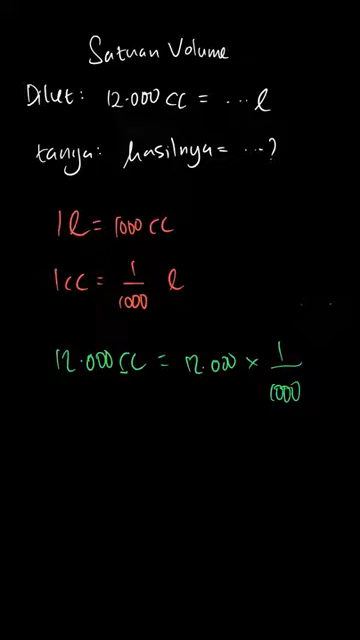 Satuan Volume
Diket: 12.000 CC = ... l
tanya: hasilnya = ... ?
1 l = 1000 CC
1 CC = 1/1000 l
12.000 CC = 12.000 × 1/1000